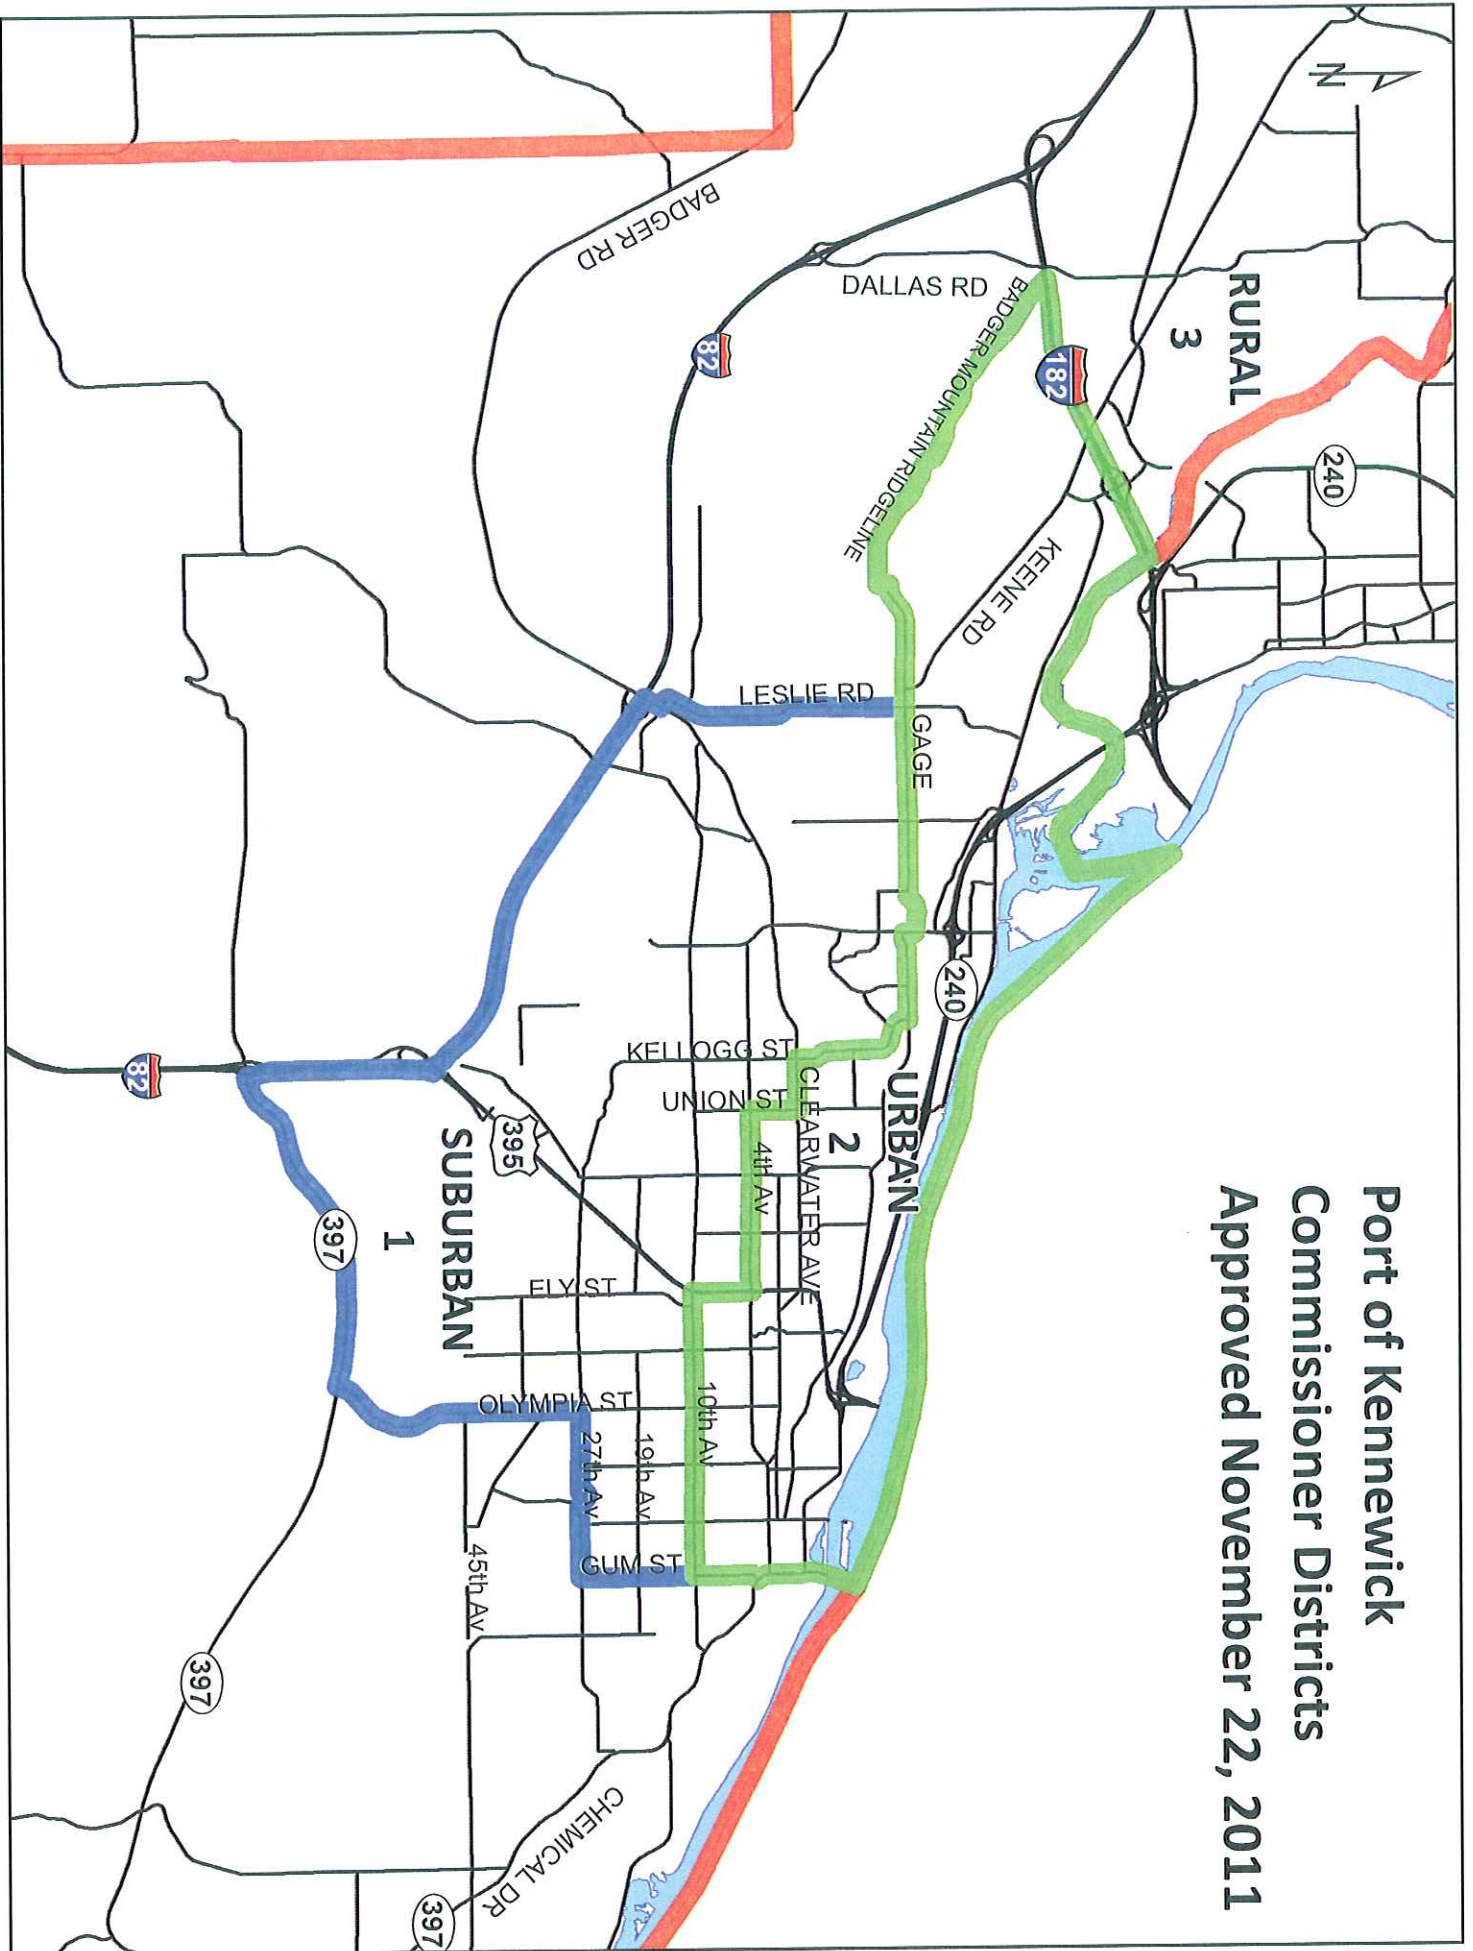 Port of Kennewick
Commissioner Districts
Approved November 22, 2011
N
RURAL
3
240
182
BADGER RD
DALLAS RD
BADGER MOUNTAIN RIDGELINE
KEENE RD
82
LESLIE RD
GAGE
240
URBAN
2
KELLOGG ST
UNION ST
CLEARWATER AVE
4th Av
82
395
SUBURBAN
1
397
ELY ST
OLYMPIA ST
10th Av
19th Av
27th Av
GUM ST
45th Av
397
CHEMICAL DR
397